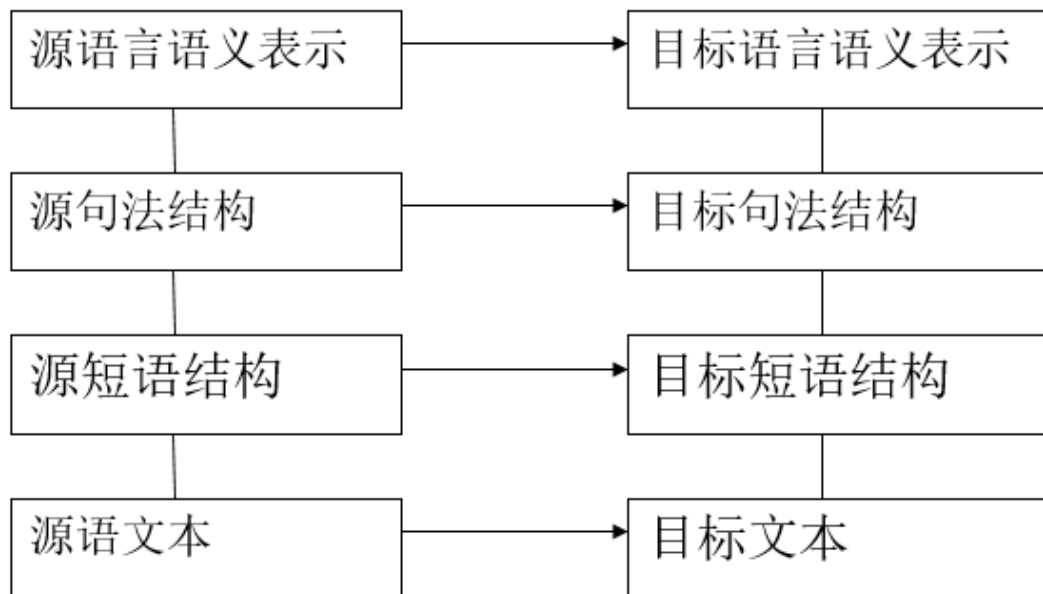 源语言语义表示
目标语言语义表示
源句法结构
目标句法结构
源短语结构
目标短语结构
源语文本
目标文本